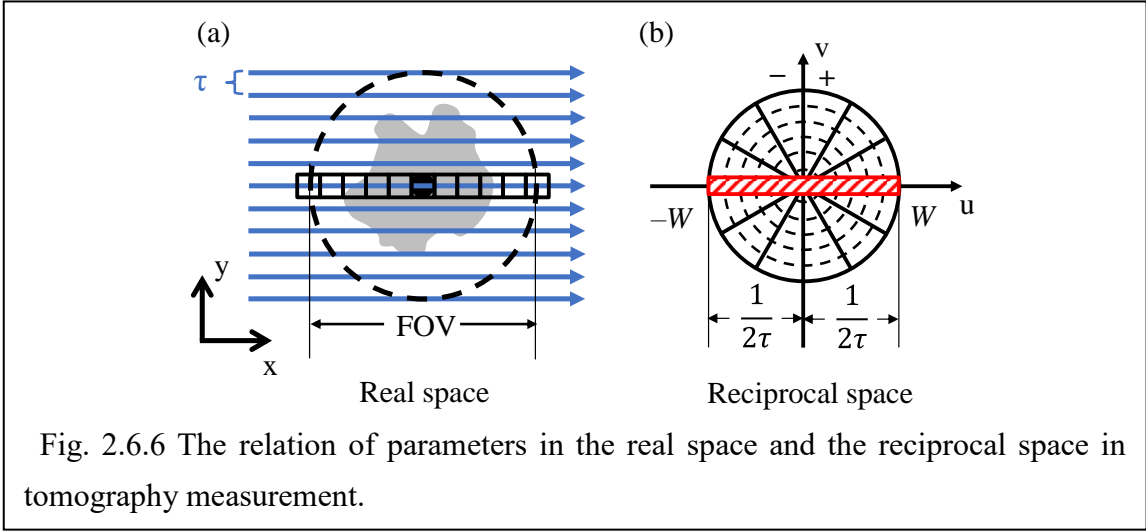 (a)
(b)
τ
v
− +
−W
W
u
y
x
FOV
1/2τ
1/2τ
Real space
Reciprocal space
Fig. 2.6.6 The relation of parameters in the real space and the reciprocal space in
tomography measurement.